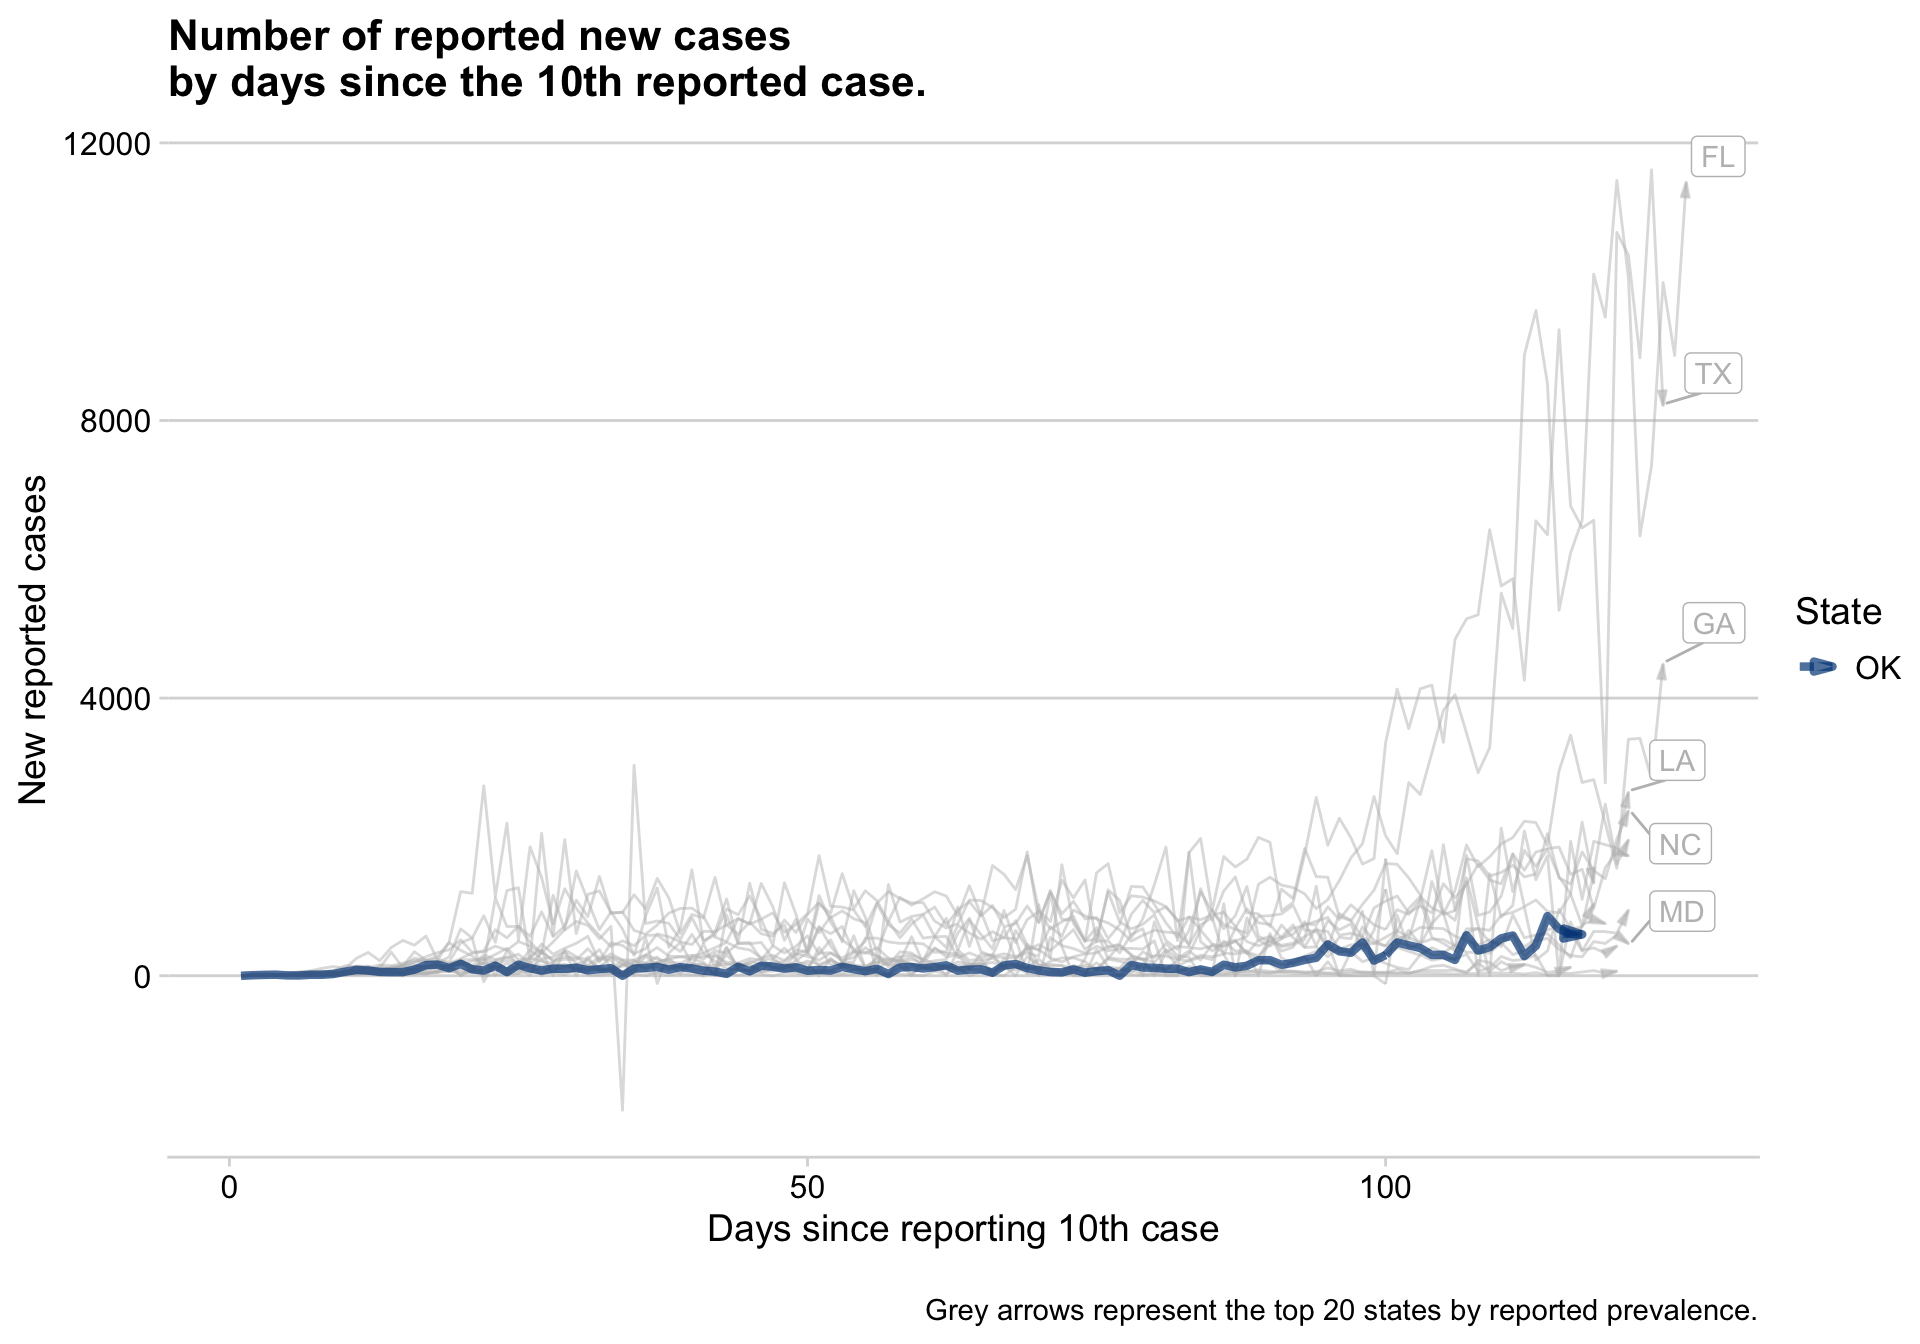 Number of reported new cases
by days since the 10th reported case.
12000
8000
4000
0
New reported cases
FL
TX
GA
LA
NC
MD
State
OK
0
50
100
Days since reporting 10th case
Grey arrows represent the top 20 states by reported prevalence.